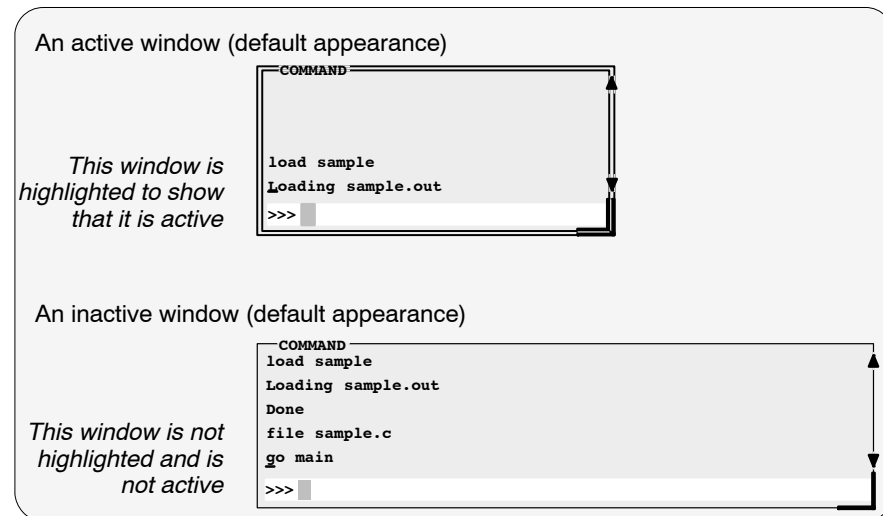 An active window (default appearance)
COMMAND
This window is
highlighted to show
that it is active
load sample
Loading sample.out
>>>
An inactive window (default appearance)
COMMAND
load sample
Loading sample.out
Done
file sample.c
go main
>>>
This window is not
highlighted and is
not active